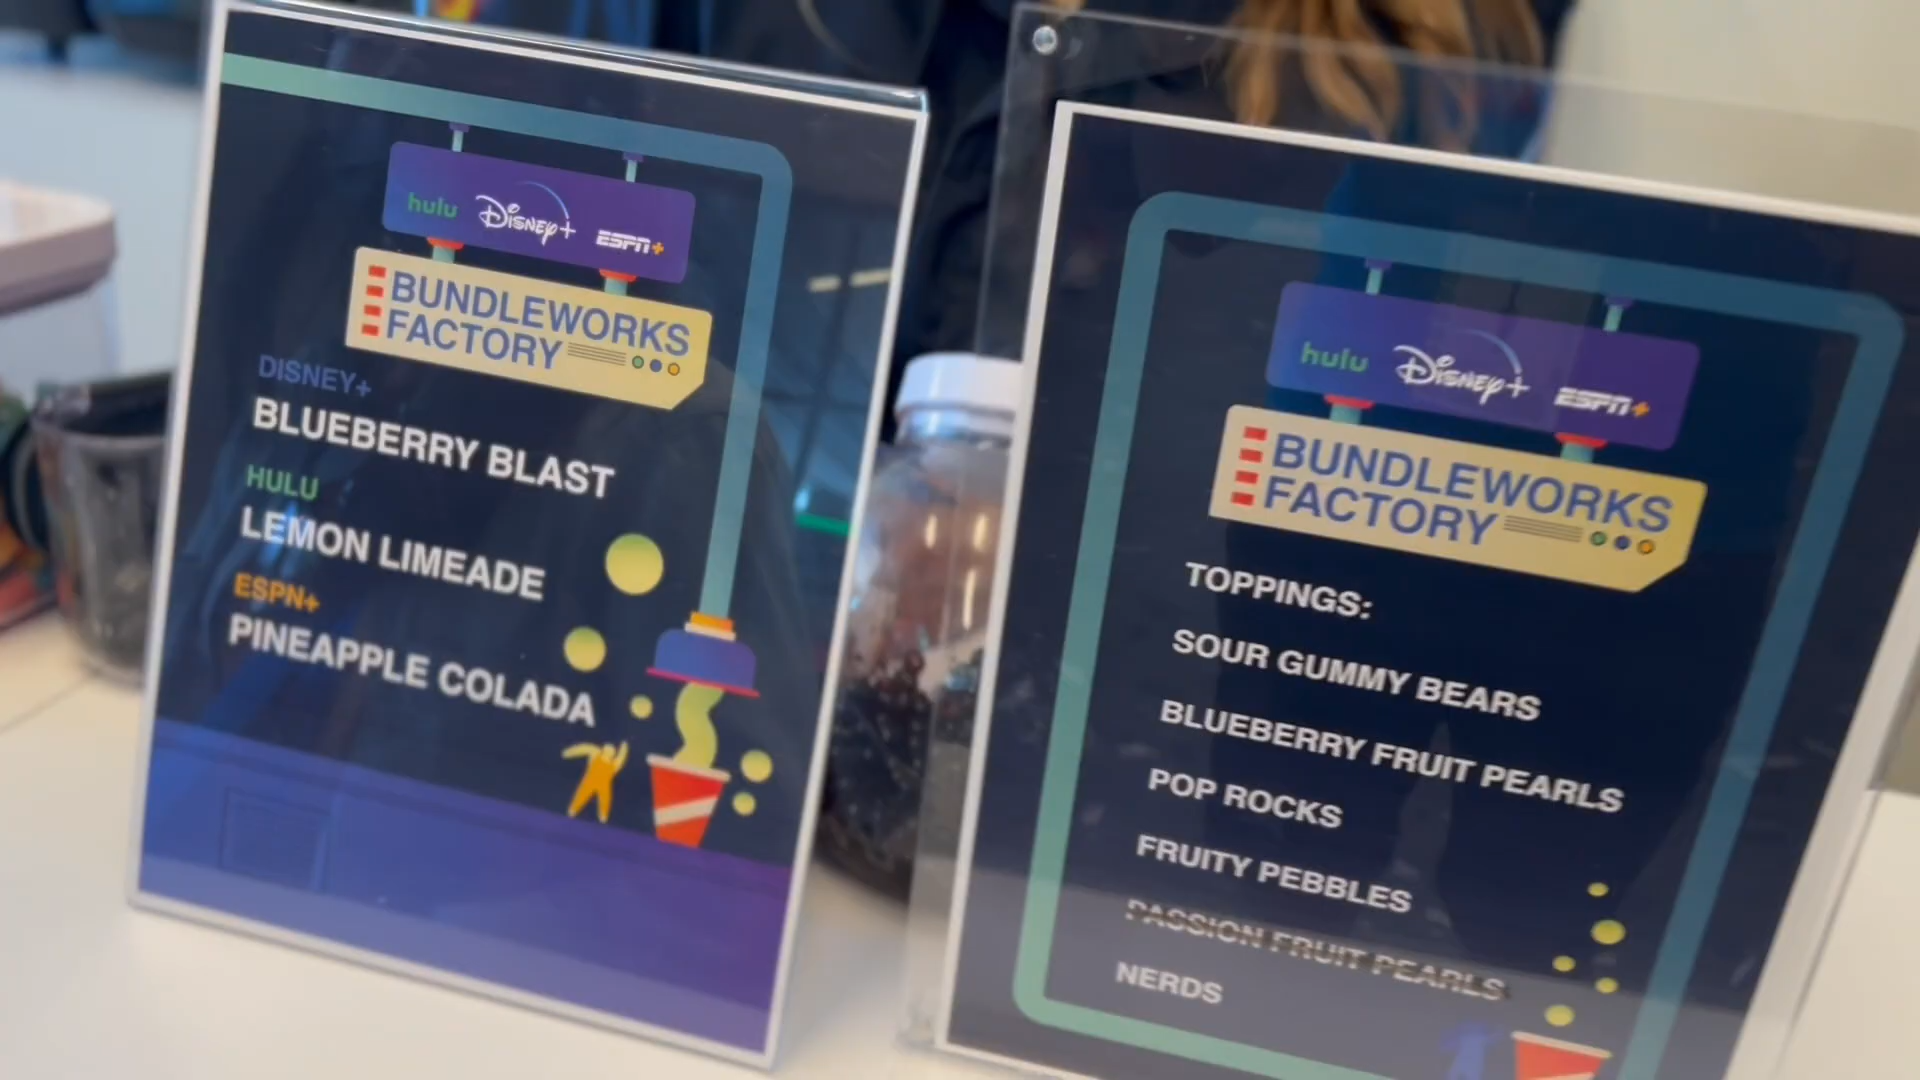 hulu Disney+ ESPN+
BUNDLEWORKS
FACTORY
DISNEY+
BLUEBERRY BLAST
HULU
LEMON LIMEADE
ESPN+
PINEAPPLE COLADA
hulu Disney+ ESPN+
BUNDLEWORKS
FACTORY
TOPPINGS:
SOUR GUMMY BEARS
BLUEBERRY FRUIT PEARLS
POP ROCKS
FRUITY PEBBLES
PASSION FRUIT PEARLS
NERDS